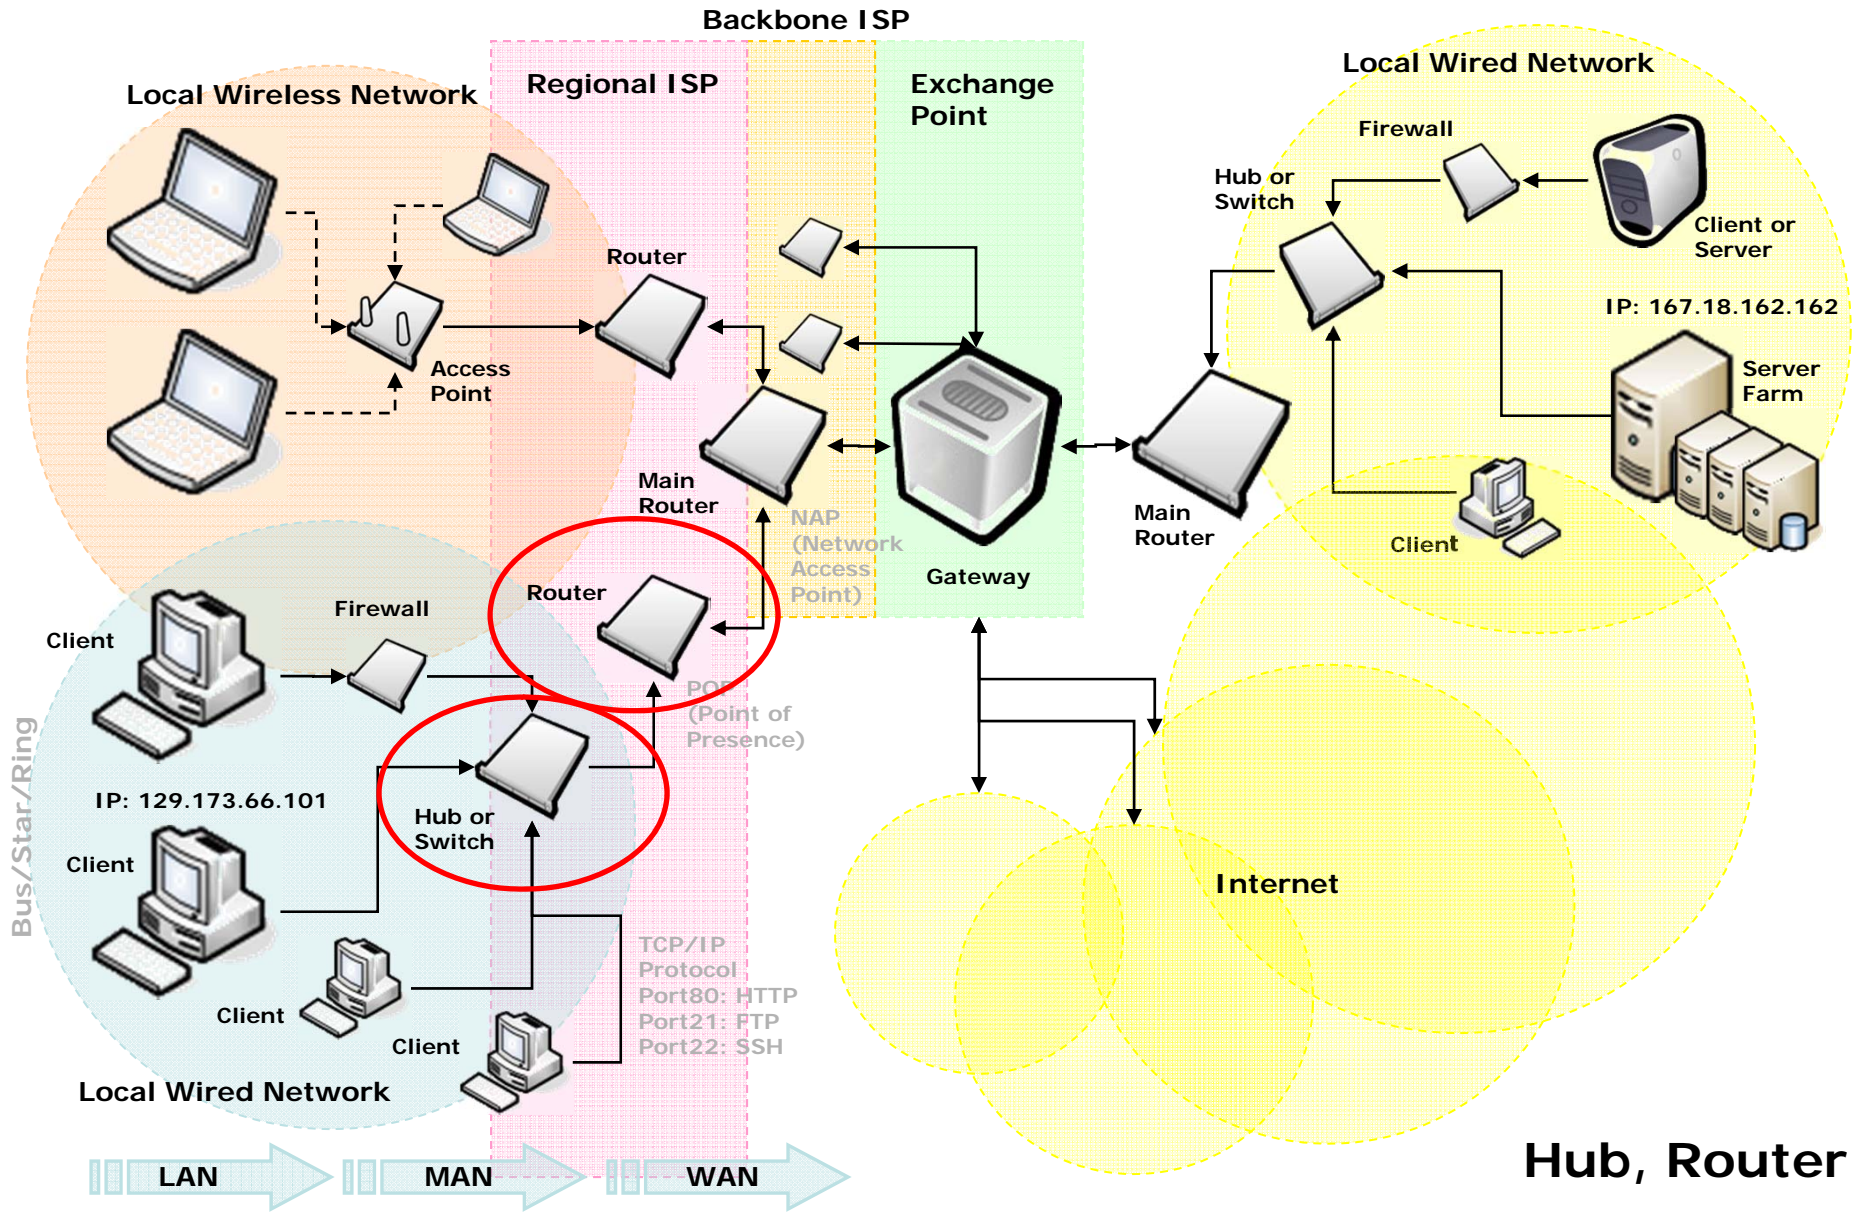 Backbone ISP
Local Wireless Network
Regional ISP
Exchange
Point
Local Wired Network
Firewall
Hub or
Switch
Client or
Server
Router
IP: 167.18.162.162
Access
Point
Server
Farm
Main
Router
NAP
(Network
Access
Point)
Main
Router
Client
Gateway
Router
Firewall
Client
POP
(Point of
Presence)
Bus/Star/Ring
IP: 129.173.66.101
Hub or
Switch
Client
Internet
TCP/IP
Protocol
Port80: HTTP
Port21: FTP
Port22: SSH
Client
Client
Local Wired Network
LAN
MAN
WAN
Hub, Router